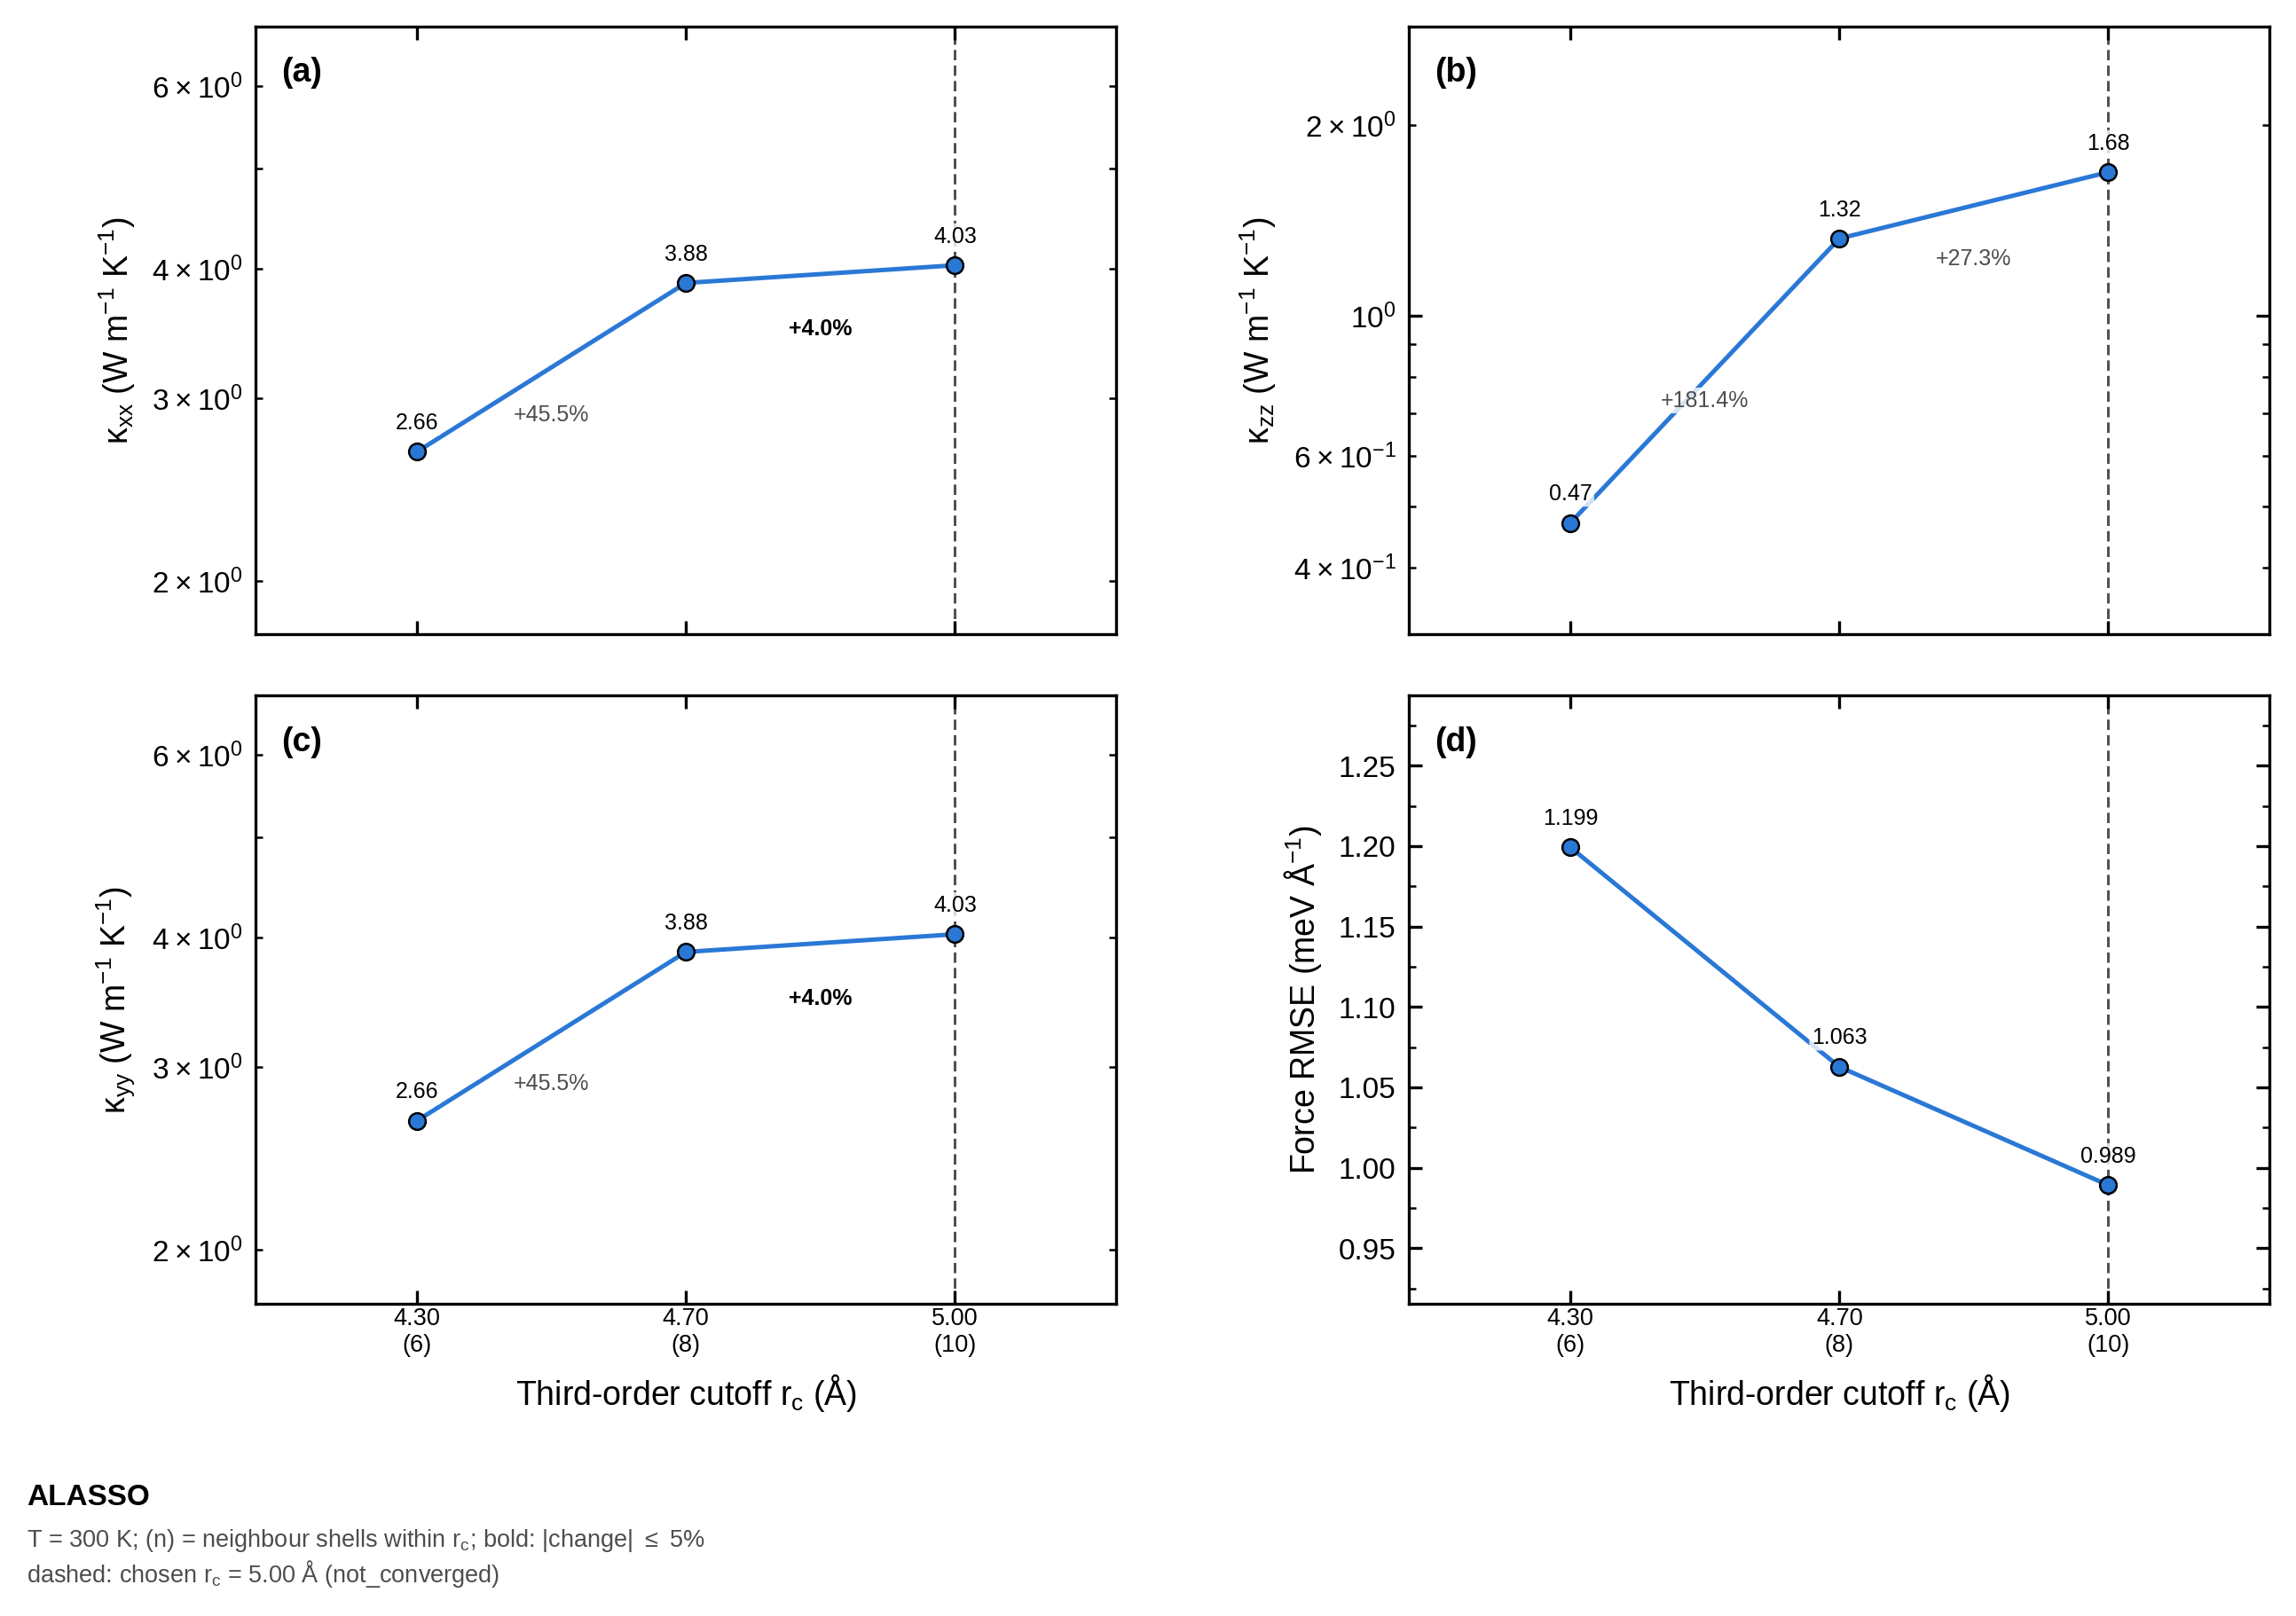 (a)
6 × 10⁰
4 × 10⁰
3 × 10⁰
2 × 10⁰
κxx (W m⁻¹ K⁻¹)
2.66
3.88
4.03
+45.5%
+4.0%
(b)
2 × 10⁰
10⁰
6 × 10⁻¹
4 × 10⁻¹
κzz (W m⁻¹ K⁻¹)
0.47
1.32
1.68
+181.4%
+27.3%
(c)
6 × 10⁰
4 × 10⁰
3 × 10⁰
2 × 10⁰
κyy (W m⁻¹ K⁻¹)
2.66
3.88
4.03
+45.5%
+4.0%
4.30 4.70 5.00
(6) (8) (10)
Third-order cutoff rc (Å)
(d)
1.25
1.20
1.15
1.10
1.05
1.00
0.95
Force RMSE (meV Å⁻¹)
1.199
1.063
0.989
4.30 4.70 5.00
(6) (8) (10)
Third-order cutoff rc (Å)
ALASSO
T = 300 K; (n) = neighbour shells within rc; bold: |change| ≤ 5%
dashed: chosen rc = 5.00 Å (not_converged)